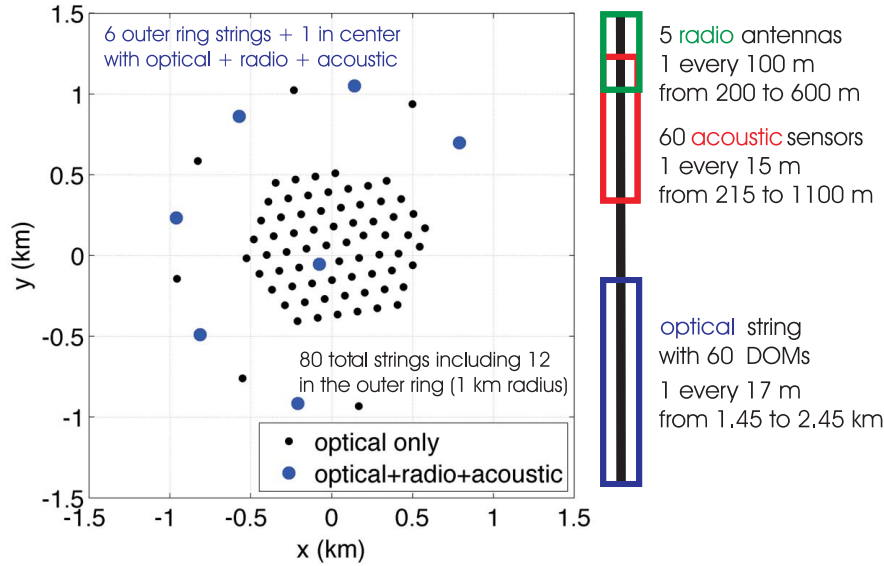 6 outer ring strings + 1 in center
with optical + radio + acoustic
80 total strings including 12
in the outer ring (1 km radius)
optical only
optical+radio+acoustic
1.5
1
0.5
0
-0.5
-1
-1.5
y (km)
-1.5
-1
-0.5
0
0.5
1
1.5
x (km)
5 radio antennas
1 every 100 m
from 200 to 600 m
60 acoustic sensors
1 every 15 m
from 215 to 1100 m
optical string
with 60 DOMs
1 every 17 m
from 1.45 to 2.45 km